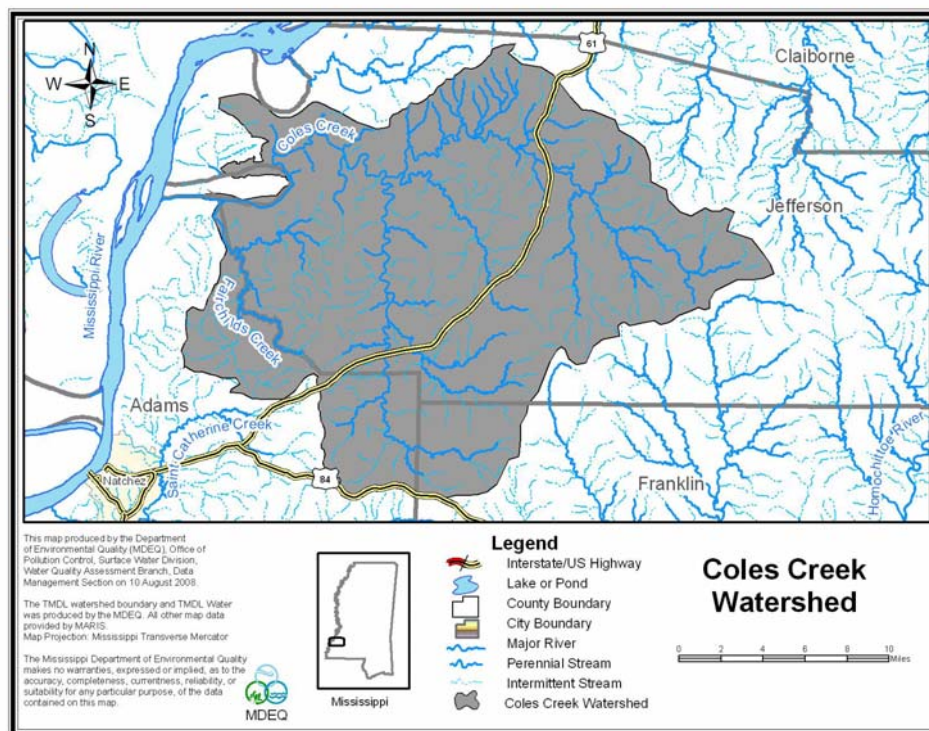 61
Claiborne
N
W E
S
Coles Creek
Jefferson
Mississippi River
Fairchilds Creek
Adams
Saint Catherine Creek
Natchez
84
Franklin
Homochittoe River
This map produced by the Department
of Environmental Quality (MDEQ), Office of
Pollution Control, Surface Water Division,
Water Quality Assessment Branch, Data
Management Section on 10 August 2008.
The TMDL watershed boundary and TMDL Water
was produced by the MDEQ. All other map data
provided by MARIS.
Map Projection: Mississippi Transverse Mercator
The Mississippi Department of Environmental Quality
makes no warranties, expressed or implied, as to the
accuracy, completeness, currentness, reliability, or
suitability for any particular purpose, of the data
contained on this map.
MDEQ
Mississippi
Legend
Interstate/US Highway
Lake or Pond
County Boundary
City Boundary
Major River
Perennial Stream
Intermittent Stream
Coles Creek Watershed
Coles Creek
Watershed
0 2 4 6 8 10
Miles